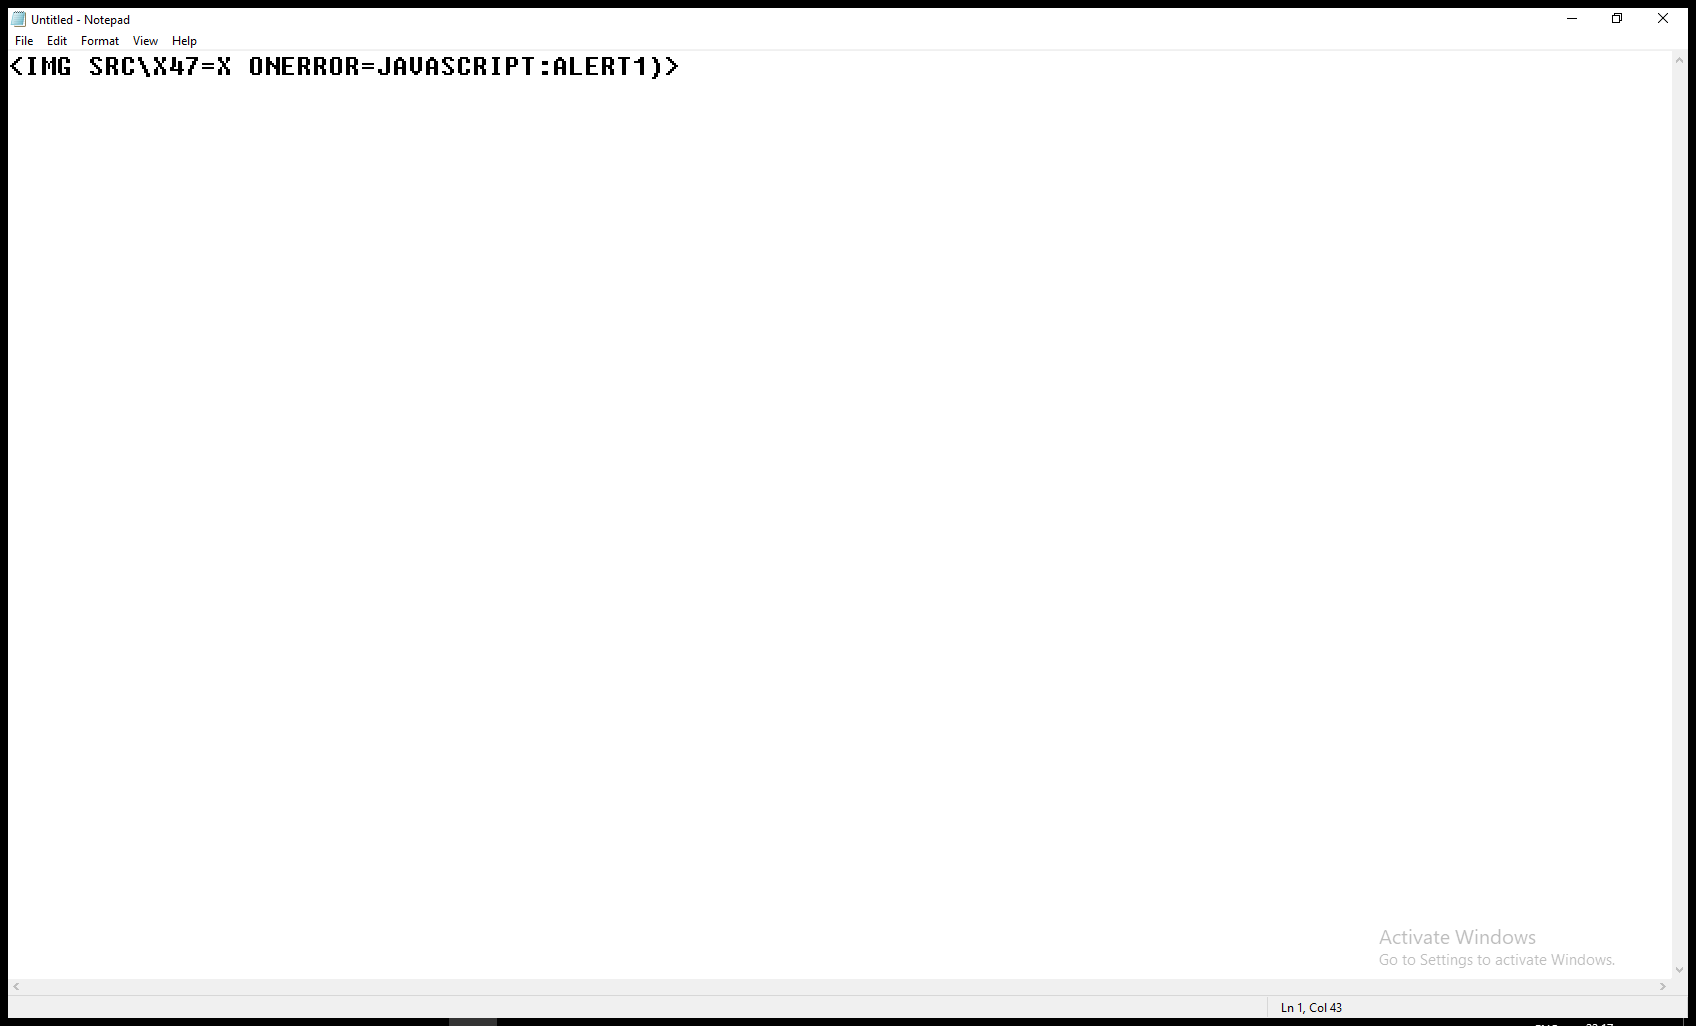 Untitled - Notepad
File Edit Format View Help
<IMG SRC\X47=X ONERROR=JAVASCRIPT:ALERT1)>
Activate Windows
Go to Settings to activate Windows.
Ln 1, Col 43